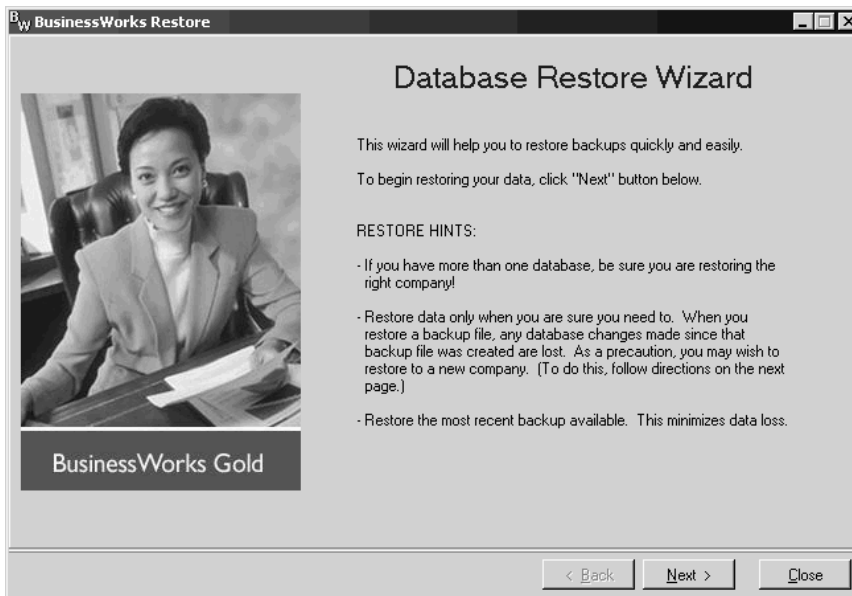 BW BusinessWorks Restore
Database Restore Wizard
This wizard will help you to restore backups quickly and easily.
To begin restoring your data, click "Next" button below.
RESTORE HINTS:
- If you have more than one database, be sure you are restoring the
right company!
- Restore data only when you are sure you need to. When you
restore a backup file, any database changes made since that
backup file was created are lost. As a precaution, you may wish to
restore to a new company. (To do this, follow directions on the next
page.)
- Restore the most recent backup available. This minimizes data loss.
BusinessWorks Gold
< Back
Next >
Close